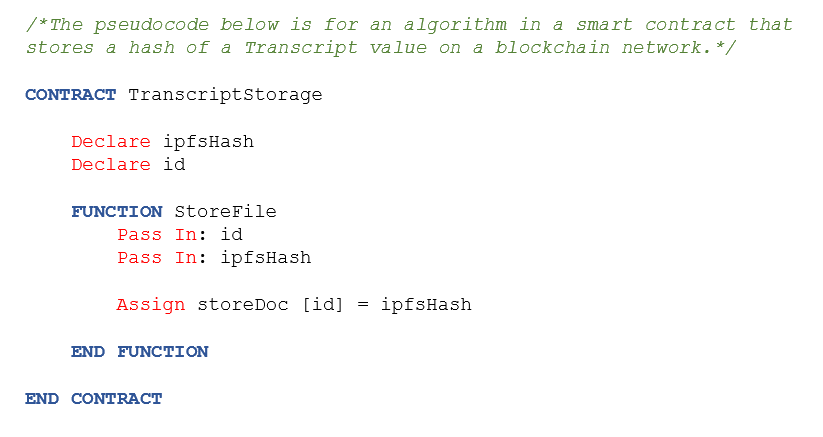 /*The pseudocode below is for an algorithm in a smart contract that
stores a hash of a Transcript value on a blockchain network.*/
CONTRACT TranscriptStorage
Declare ipfsHash
Declare id
FUNCTION StoreFile
Pass In: id
Pass In: ipfsHash
Assign storeDoc [id] = ipfsHash
END FUNCTION
END CONTRACT